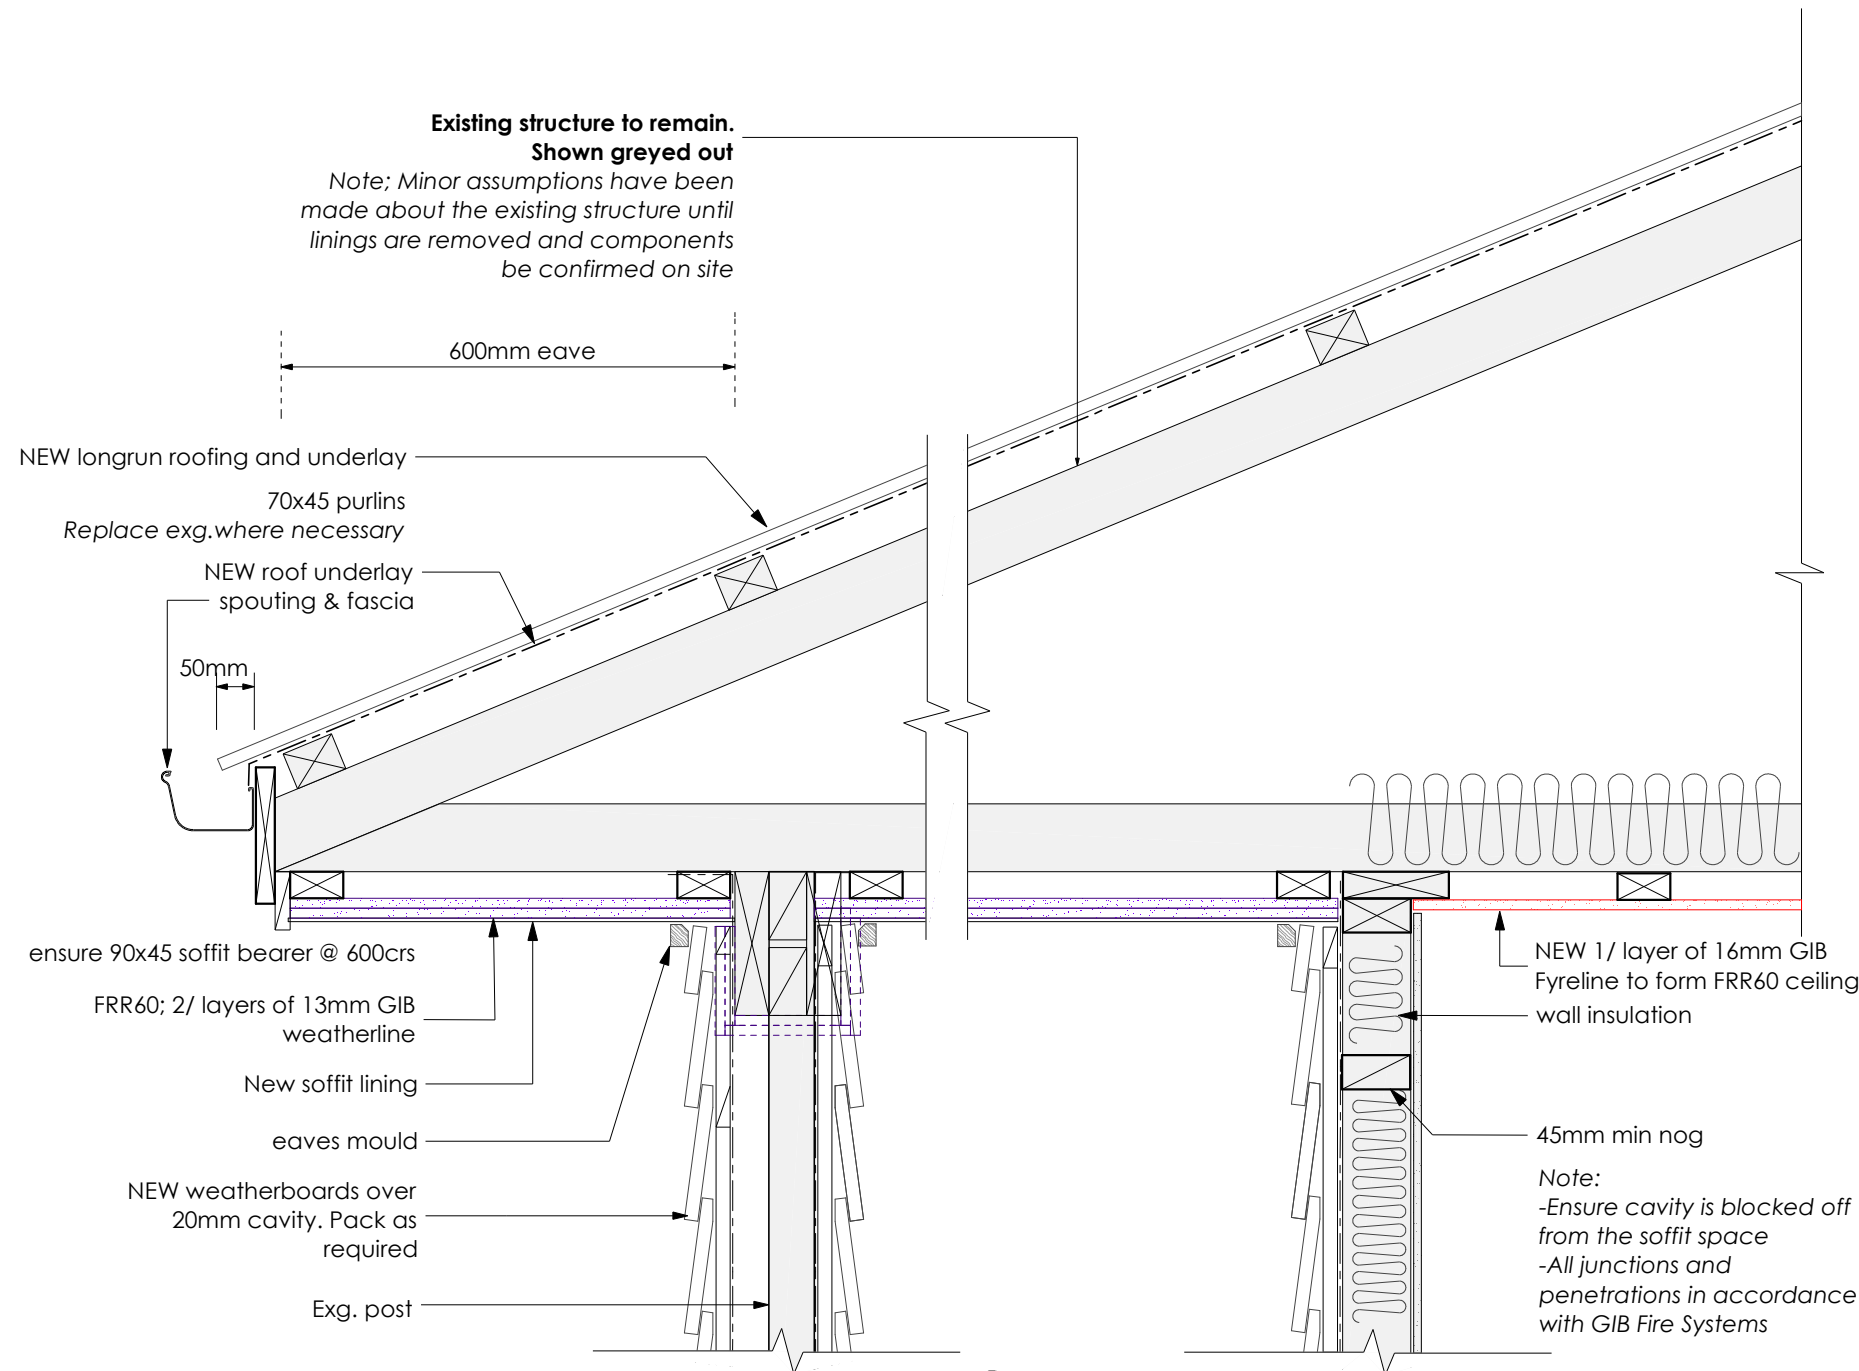 Existing structure to remain.
Shown greyed out
Note; Minor assumptions have been
made about the existing structure until
linings are removed and components
be confirmed on site
600mm eave
NEW longrun roofing and underlay
70x45 purlins
Replace exg.where necessary
NEW roof underlay
spouting & fascia
50mm
ensure 90x45 soffit bearer @ 600crs
FRR60; 2/ layers of 13mm GIB
weatherline
New soffit lining
eaves mould
NEW weatherboards over
20mm cavity. Pack as
required
Exg. post
NEW 1/ layer of 16mm GIB
Fyreline to form FRR60 ceiling
wall insulation
45mm min nog
Note:
-Ensure cavity is blocked off
from the soffit space
-All junctions and
penetrations in accordance
with GIB Fire Systems